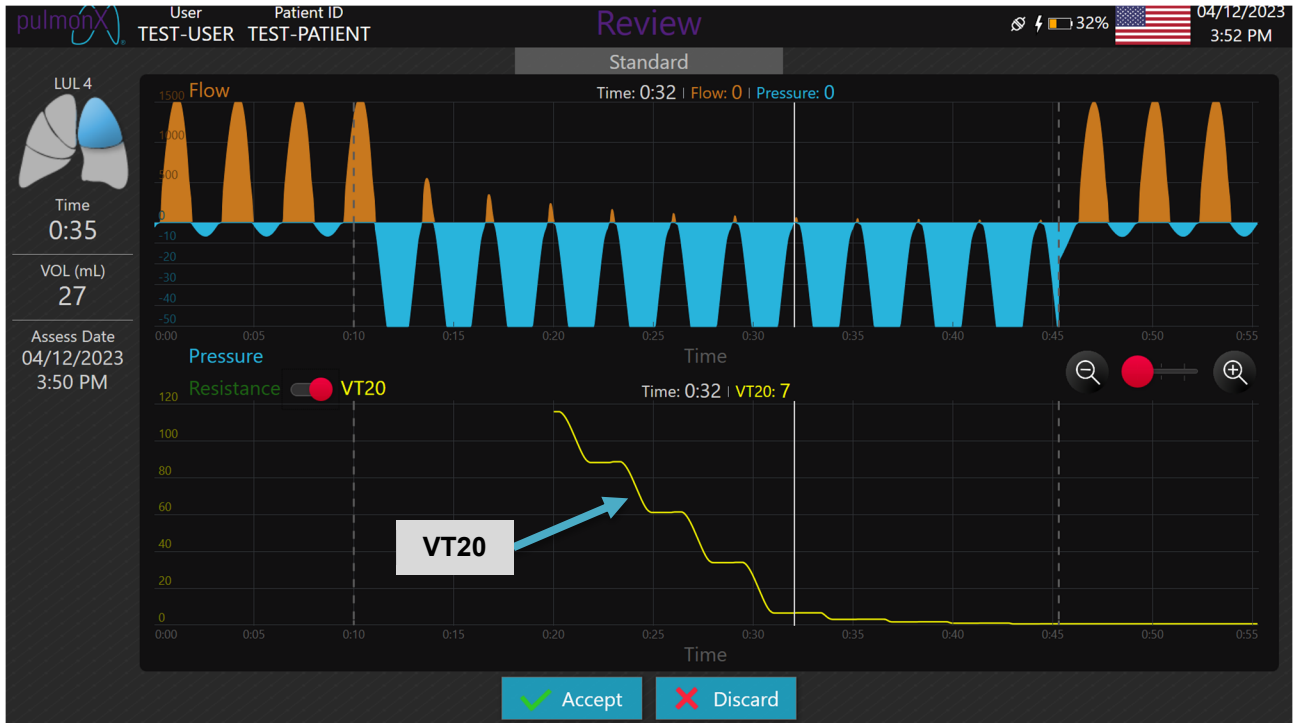 pulmonX
User Patient ID
TEST-USER TEST-PATIENT
Review
32%
04/12/2023
3:52 PM
Standard
LUL 4
Time
0:35
VOL (mL)
27
Assess Date
04/12/2023
3:50 PM
Flow
Time: 0:32 | Flow: 0 | Pressure: 0
1500
1000
500
0
-10
-20
-30
-40
-50
0:00 0:05 0:10 0:15 0:20 0:25 0:30 0:35 0:40 0:45 0:50 0:55
Pressure
Time
Resistance VT20
Time: 0:32 | VT20: 7
120
100
80
60
40
20
0
VT20
0:00 0:05 0:10 0:15 0:20 0:25 0:30 0:35 0:40 0:45 0:50 0:55
Time
Accept Discard